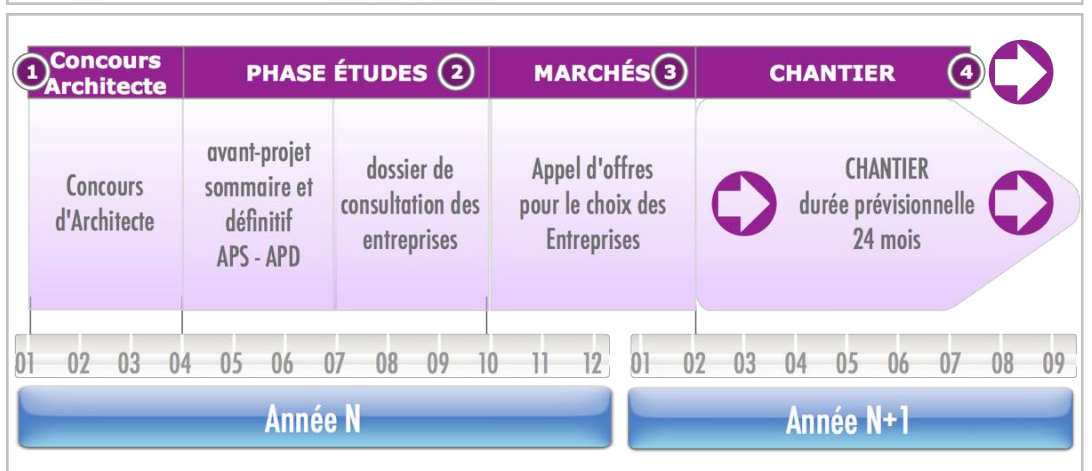 1
Concours
Architecte
PHASE ÉTUDES 2
MARCHÉS 3
CHANTIER 4
Concours
d'Architecte
avant-projet
sommaire et
définitif
APS - APD
dossier de
consultation des
entreprises
Appel d'offres
pour le choix des
Entreprises
CHANTIER
durée prévisionnelle
24 mois
01 02 03 04 05 06 07 08 09 10 11 12
01 02 03 04 05 06 07 08 09
Année N
Année N+1